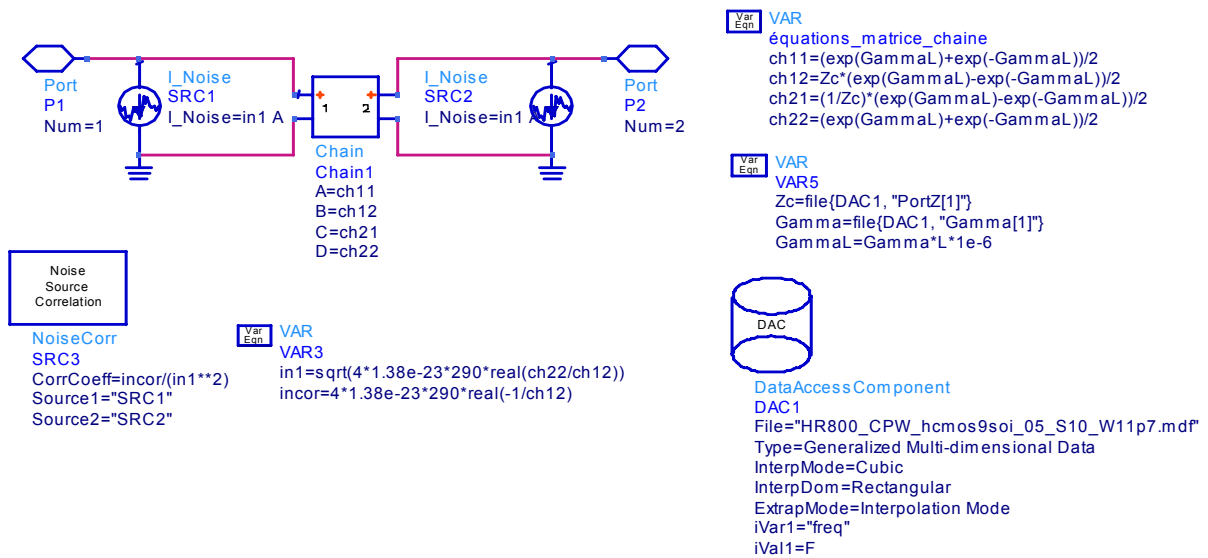 Port
P1
Num=1
I_Noise
SRC1
I_Noise=in1 A
1
2
Chain
Chain1
A=ch11
B=ch12
C=ch21
D=ch22
I_Noise
SRC2
I_Noise=in1 A
Port
P2
Num=2
Var
Eqn
VAR
équations_matrice_chaine
ch11=(exp(GammaL)+exp(-GammaL))/2
ch12=Zc*(exp(GammaL)-exp(-GammaL))/2
ch21=(1/Zc)*(exp(GammaL)-exp(-GammaL))/2
ch22=(exp(GammaL)+exp(-GammaL))/2
Var
Eqn
VAR
VAR5
Zc=file{DAC1, "PortZ[1]"}
Gamma=file{DAC1, "Gamma[1]"}
GammaL=Gamma*L*1e-6
Noise
Source
Correlation
NoiseCorr
SRC3
CorrCoeff=incor/(in1**2)
Source1="SRC1"
Source2="SRC2"
Var
Eqn
VAR
VAR3
in1=sqrt(4*1.38e-23*290*real(ch22/ch12))
incor=4*1.38e-23*290*real(-1/ch12)
DAC
DataAccessComponent
DAC1
File="HR800_CPW_hcmos9soi_05_S10_W11p7.mdf"
Type=Generalized Multi-dimensional Data
InterpMode=Cubic
InterpDom=Rectangular
ExtrapMode=Interpolation Mode
iVar1="freq"
iVal1=F